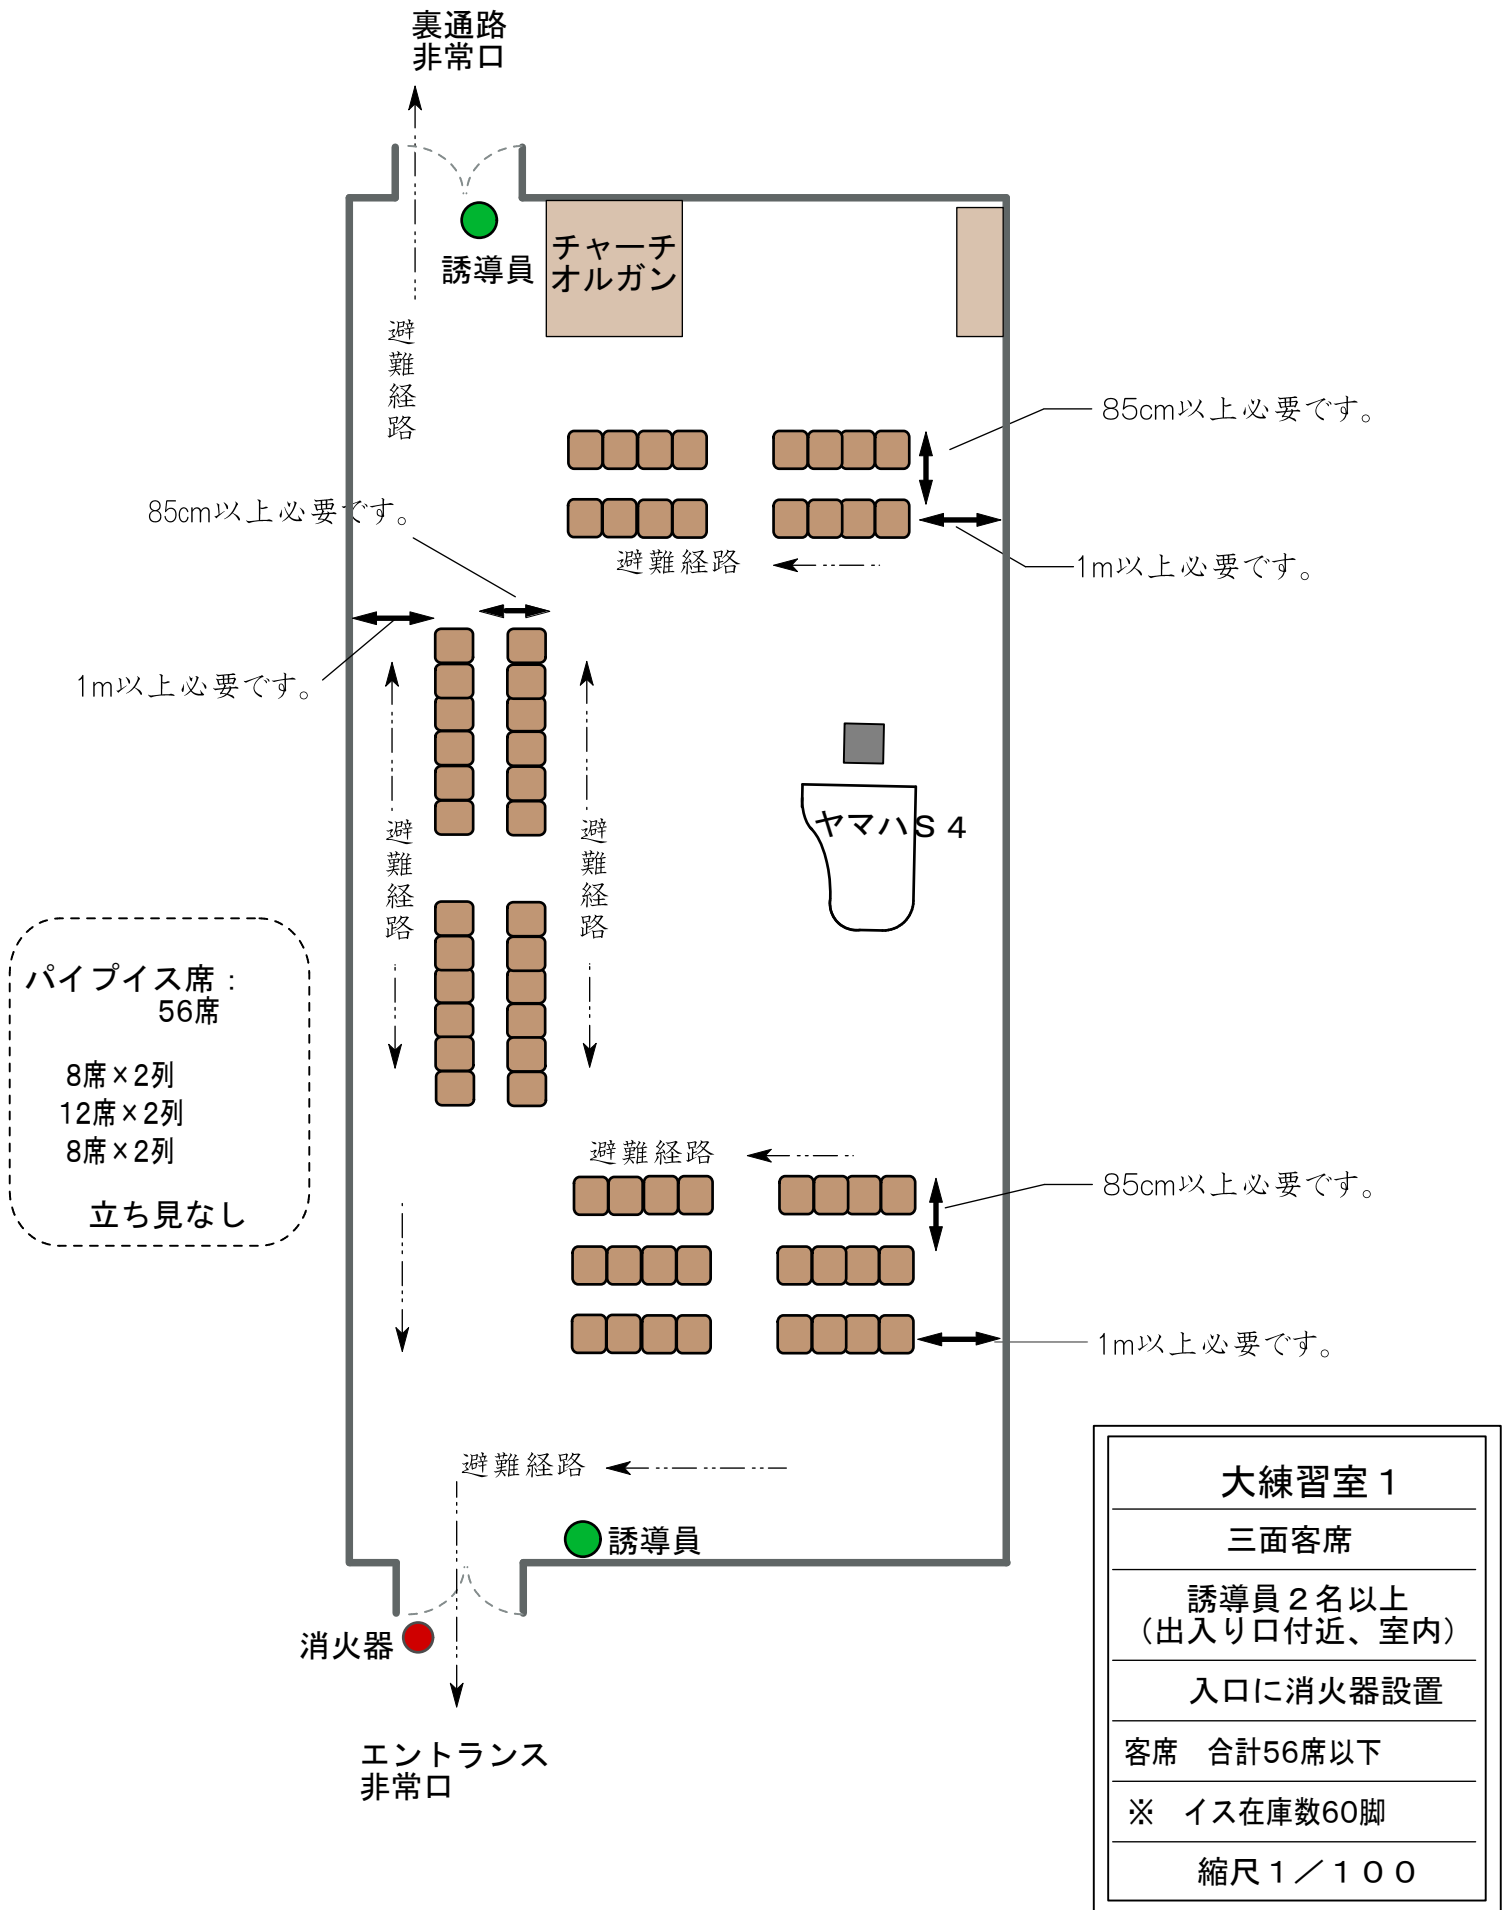 裏通路
非常口
誘導員
チャーチ
オルガン
避難経路
85cm以上必要です。
85cm以上必要です。
避難経路
1m以上必要です。
1m以上必要です。
避難経路
避難経路
ヤマハＳ４
パイプイス席：
56席
8席×2列
12席×2列
8席×2列
立ち見なし
避難経路
85cm以上必要です。
1m以上必要です。
避難経路
誘導員
消火器
エントランス
非常口
大練習室１
三面客席
誘導員２名以上
（出入り口付近、室内）
入口に消火器設置
客席　合計56席以下
※　イス在庫数60脚
縮尺１／１００